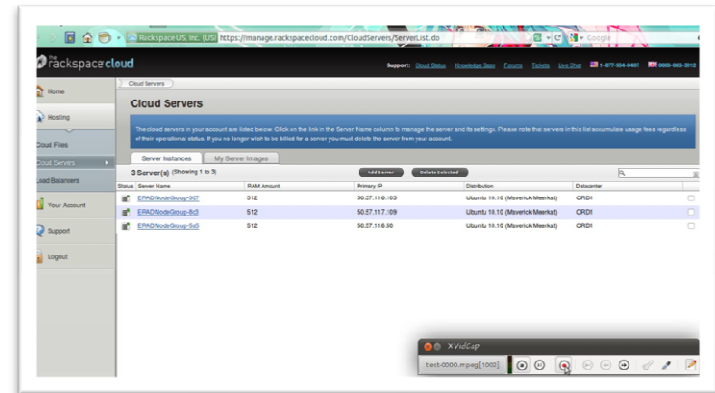 Rackspace US, Inc. (US) https://manage.rackspacecloud.com/CloudServers/ServerList.do Google
the rackspace cloud
Support: Cloud Status Knowledge Base Forums Tickets Live Chat
Cloud Servers
Home
Cloud Servers
Hosting
The cloud servers in your account are listed below. Click on the link in the Server Name column to manage the server and its settings. Please note that servers in this list accumulate usage fees regardless
of their operational status. If you no longer wish to be billed for a server you must delete the server from your account.
Cloud Files
Server Instances My Server Images
Cloud Servers
3 Server(s) (Showing 1 to 3) Add Server Delete Selected
Load Balancers
Status Server Name RAM Amount Primary IP Distribution Datacenter
512 Ubuntu 10.10 (Maverick Meerkat) ORD1
Your Account
512 50.57.117.109 Ubuntu 10.10 (Maverick Meerkat) ORD1
512 Ubuntu 10.10 (Maverick Meerkat) ORD1
Support
Logout
XVidCap
test-0000.mpeg[1000]